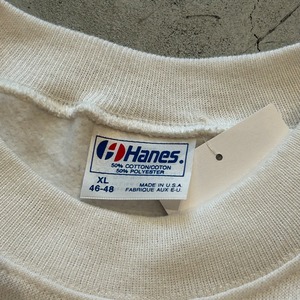 Hanes.
50% COTTON/COTON
50% POLYESTER
XL
46-48
MADE IN U.S.A.
FABRIQUE AUX E-U.